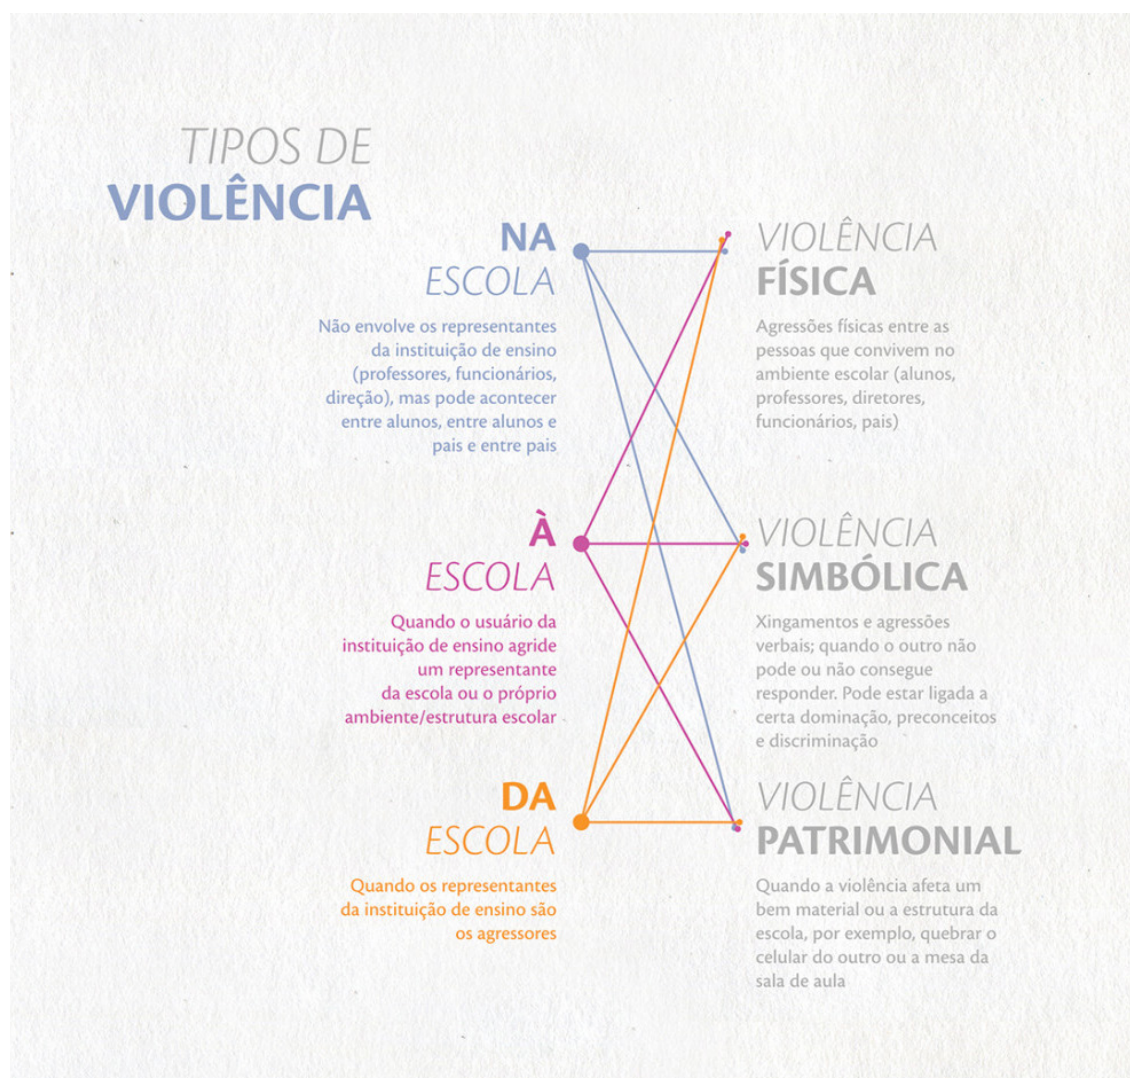 TIPOS DE
VIOLÊNCIA
NA
ESCOLA
Não envolve os representantes
da instituição de ensino
(professores, funcionários,
direção), mas pode acontecer
entre alunos, entre alunos e
pais e entre pais
VIOLÊNCIA
FÍSICA
Agressões físicas entre as
pessoas que convivem no
ambiente escolar (alunos,
professores, diretores,
funcionários, pais)
À
ESCOLA
Quando o usuário da
instituição de ensino agride
um representante
da escola ou o próprio
ambiente/estrutura escolar
VIOLÊNCIA
SIMBÓLICA
Xingamentos e agressões
verbais; quando o outro não
pode ou não consegue
responder. Pode estar ligada a
certa dominação, preconceitos
e discriminação
DA
ESCOLA
Quando os representantes
da instituição de ensino são
os agressores
VIOLÊNCIA
PATRIMONIAL
Quando a violência afeta um
bem material ou a estrutura da
escola, por exemplo, quebrar o
celular do outro ou a mesa da
sala de aula